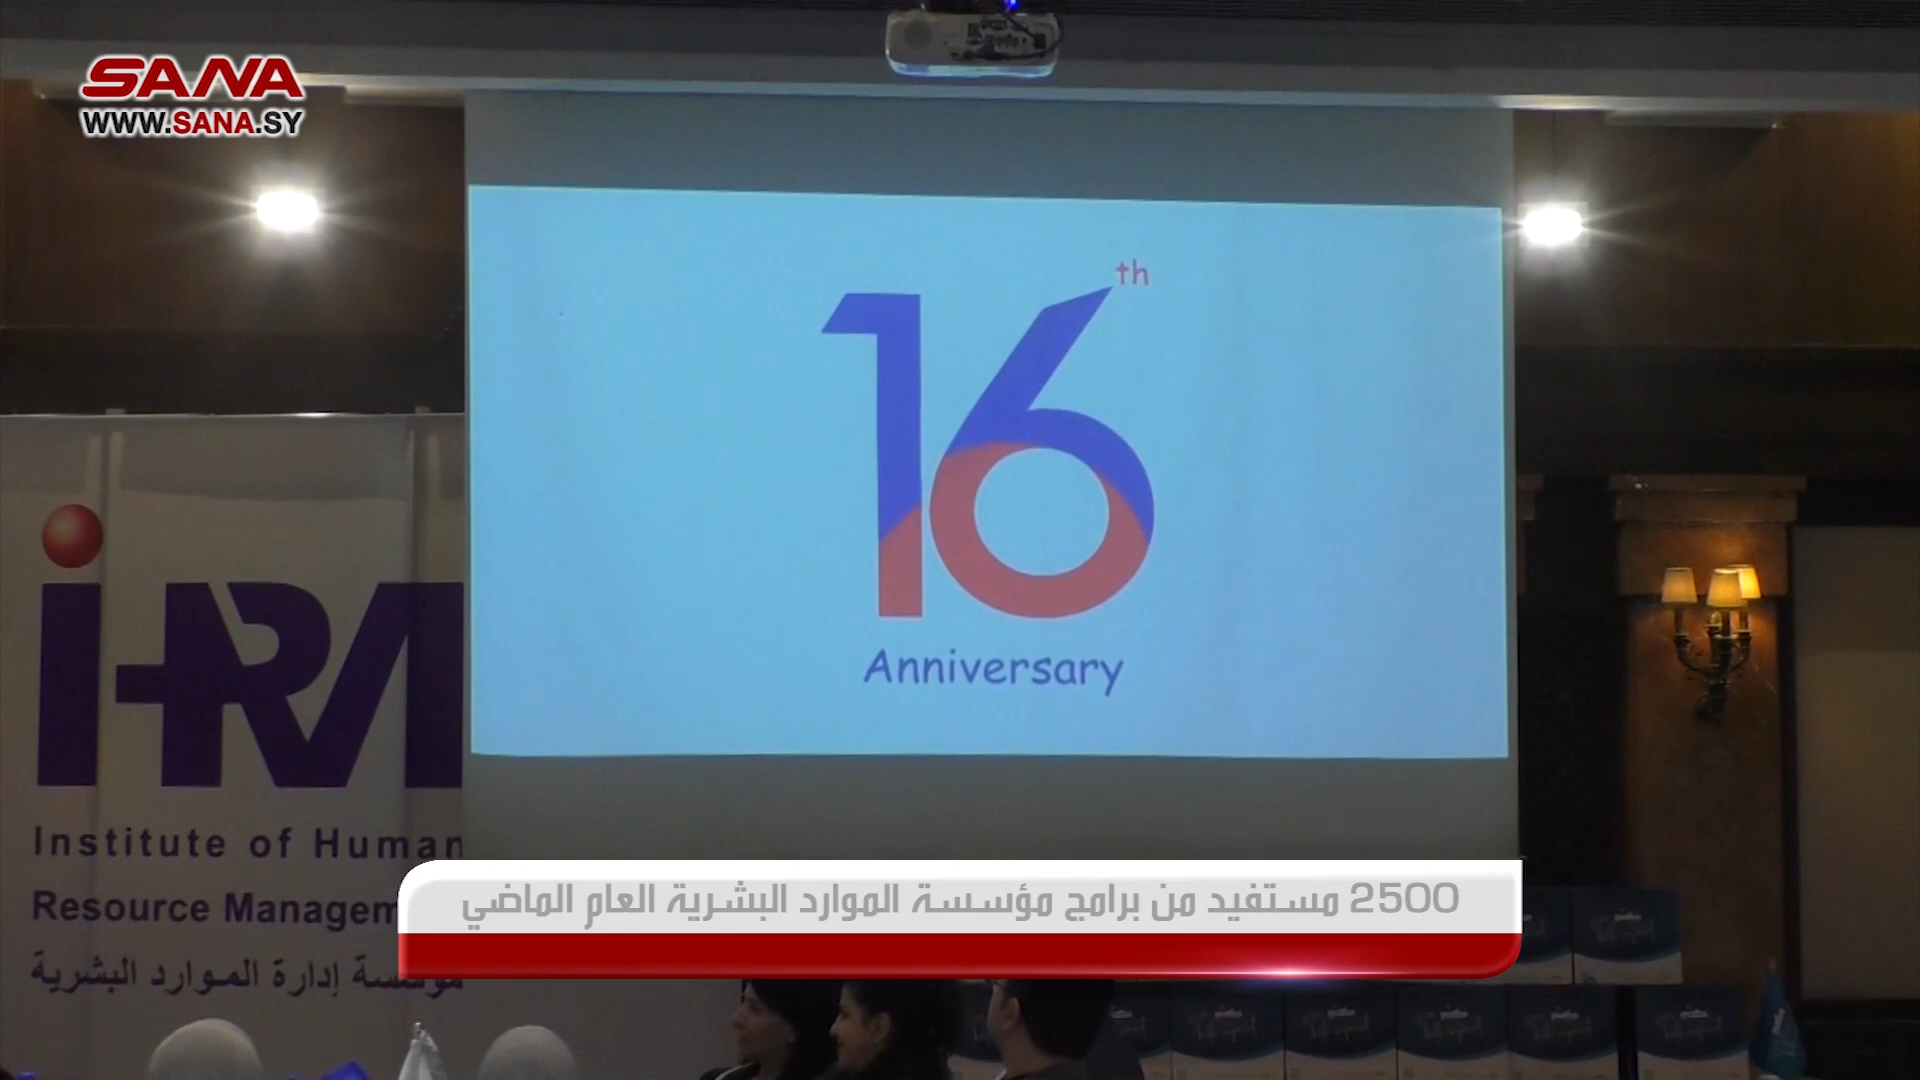 SANA
WWW.SANA.SY
16th
Anniversary
iHRM
Institute of Human
Resource
مؤسسة إدارة الموارد البشرية
2500 مستفيد من برامج مؤسسة الموارد البشرية العام الماضي